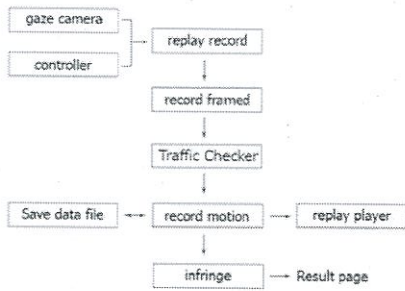 gaze camera
replay record
controller
record framed
Traffic Checker
Save data file
record motion
replay player
infringe
Result page